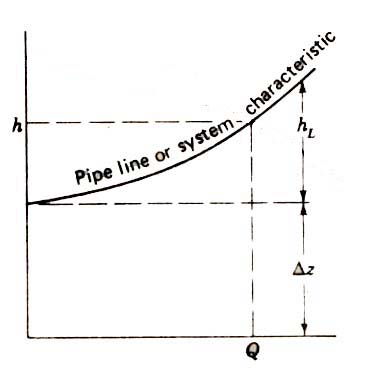 Pipe line or system characteristic
h
h_L
Δz
Q